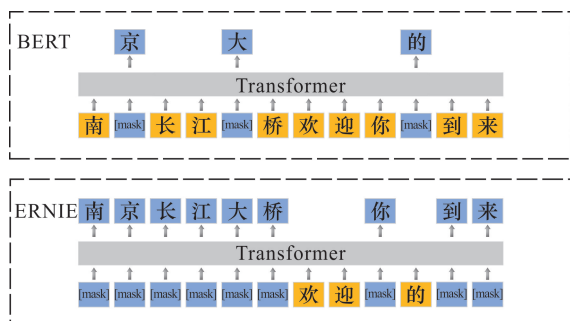 BERT 京 大 的
Transformer
南 [mask] 长 江 [mask] 桥 欢 迎 你 [mask] 到 来
ERNIE 南 京 长 江 大 桥 你 到 来
Transformer
[mask] [mask] [mask] [mask] [mask] [mask] 欢 迎 [mask] 的 [mask] [mask]